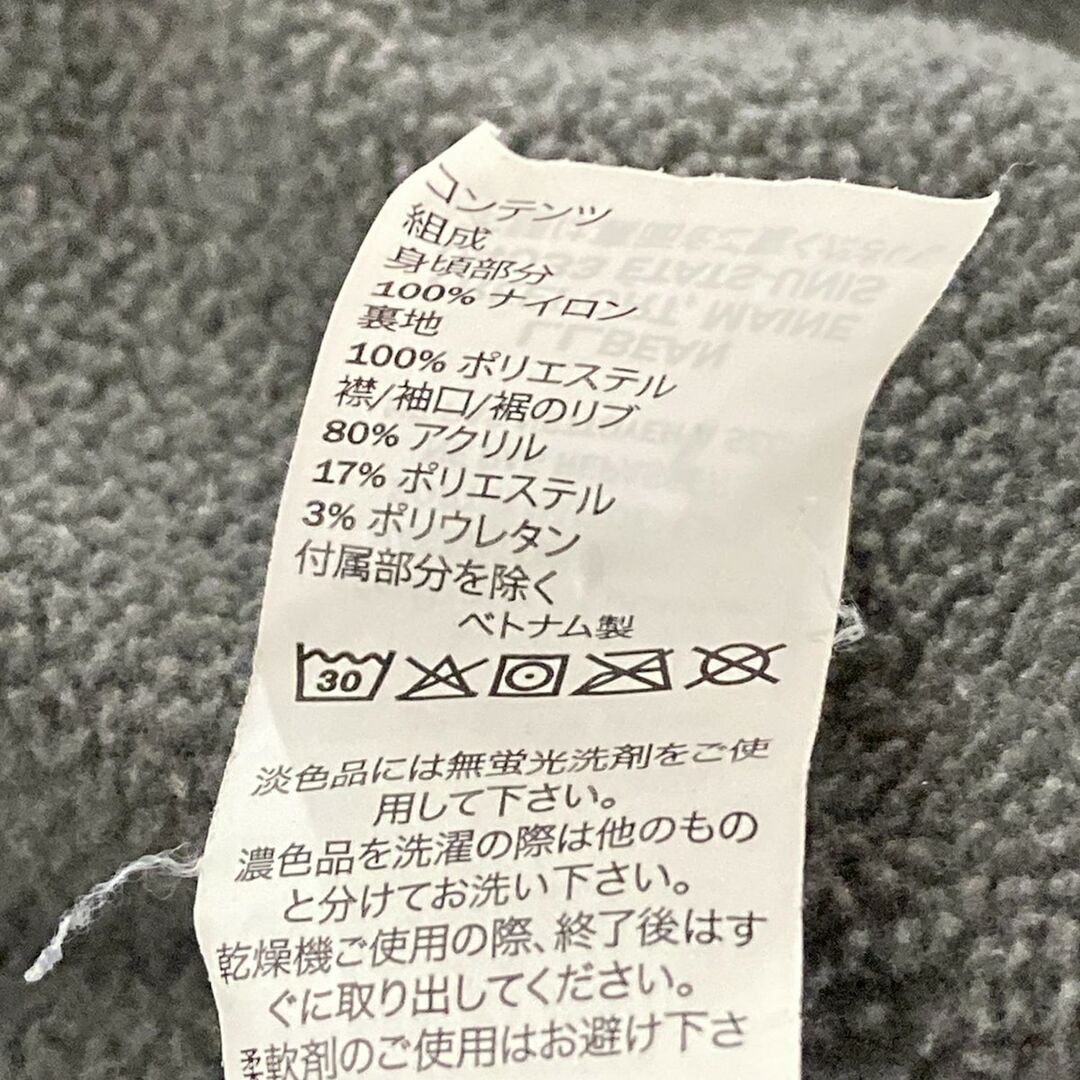 コンテンツ
組成
身頃部分
100% ナイロン
裏地
100% ポリエステル
襟/袖口/裾のリブ
80% アクリル
17% ポリエステル
3% ポリウレタン
付属部分を除く
ベトナム製
30
淡色品には無蛍光洗剤をご使
用して下さい。
濃色品を洗濯の際は他のもの
と分けてお洗い下さい。
乾燥機ご使用の際、終了後はす
ぐに取り出してください。
柔軟剤のご使用はお避け下さ
L.L.BEAN
MAINE
ÉTATS-UNIS